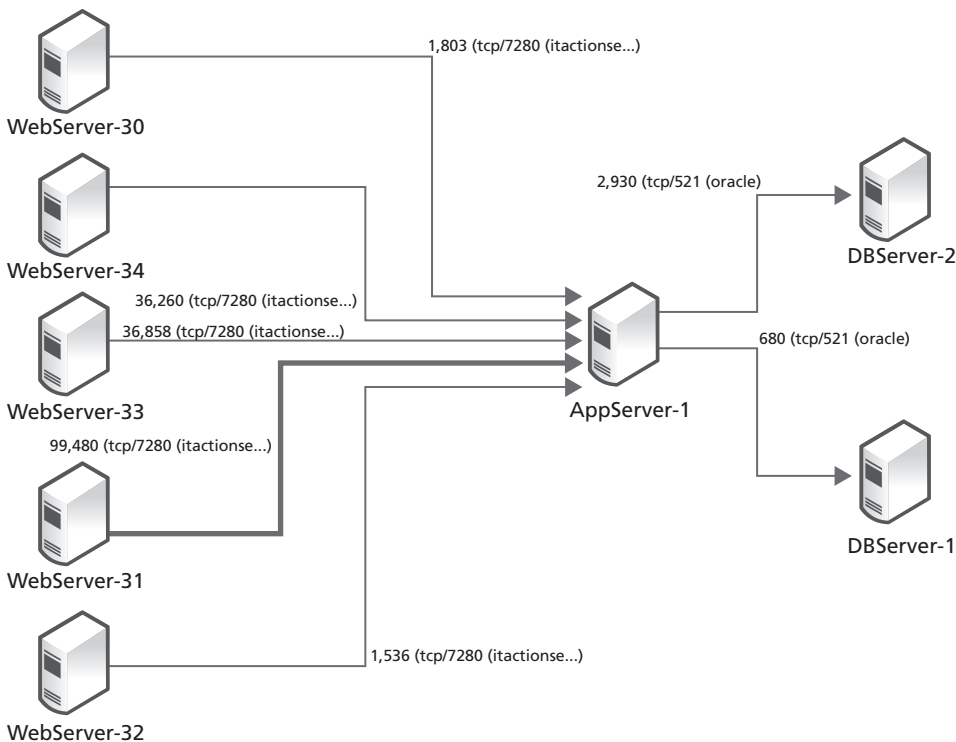 1,803 (tcp/7280 (itactionse...)
WebServer-30
2,930 (tcp/521 (oracle)
DBServer-2
WebServer-34
36,260 (tcp/7280 (itactionse...)
36,858 (tcp/7280 (itactionse...)
680 (tcp/521 (oracle)
AppServer-1
WebServer-33
99,480 (tcp/7280 (itactionse...)
DBServer-1
WebServer-31
1,536 (tcp/7280 (itactionse...)
WebServer-32